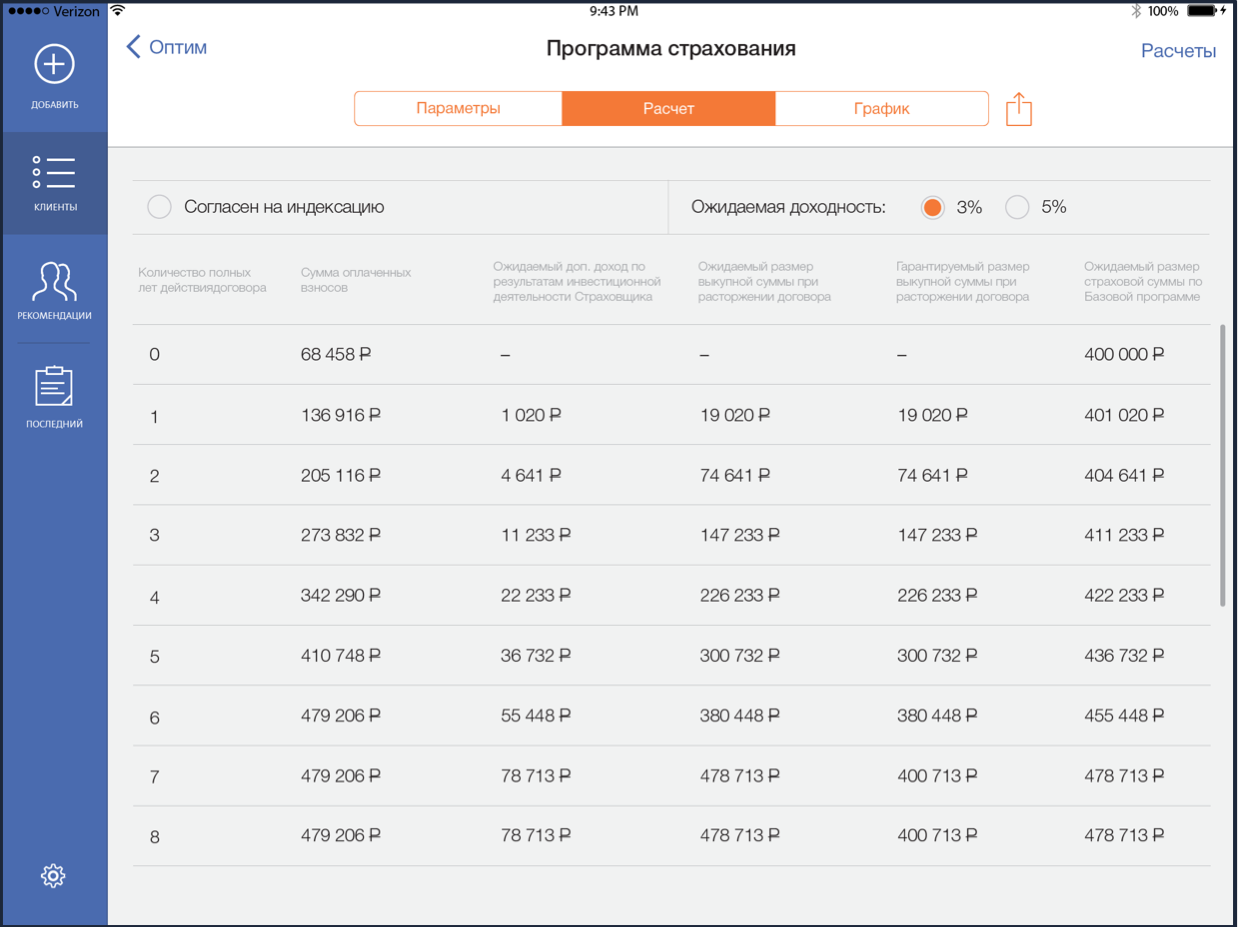 Verizon 9:43 PM 100%
Оптим Программа страхования Расчеты
ДОБАВИТЬ
Параметры Расчет График
КЛИЕНТЫ
РЕКОМЕНДАЦИИ
ПОСЛЕДНИЙ
Согласен на индексацию Ожидаемая доходность: 3% 5%
Количество полных
лет действиядоговора
Сумма оплаченных
взносов
Ожидаемый доп. доход по
результатам инвестиционной
деятельности Страховщика
Ожидаемый размер
выкупной суммы при
расторжении договора
Гарантируемый размер
выкупной суммы при
расторжении договора
Ожидаемый размер
страховой суммы по
Базовой программе
0 68 458 ₽ – – – 400 000 ₽
1 136 916 ₽ 1 020 ₽ 19 020 ₽ 19 020 ₽ 401 020 ₽
2 205 116 ₽ 4 641 ₽ 74 641 ₽ 74 641 ₽ 404 641 ₽
3 273 832 ₽ 11 233 ₽ 147 233 ₽ 147 233 ₽ 411 233 ₽
4 342 290 ₽ 22 233 ₽ 226 233 ₽ 226 233 ₽ 422 233 ₽
5 410 748 ₽ 36 732 ₽ 300 732 ₽ 300 732 ₽ 436 732 ₽
6 479 206 ₽ 55 448 ₽ 380 448 ₽ 380 448 ₽ 455 448 ₽
7 479 206 ₽ 78 713 ₽ 478 713 ₽ 400 713 ₽ 478 713 ₽
8 479 206 ₽ 78 713 ₽ 478 713 ₽ 400 713 ₽ 478 713 ₽